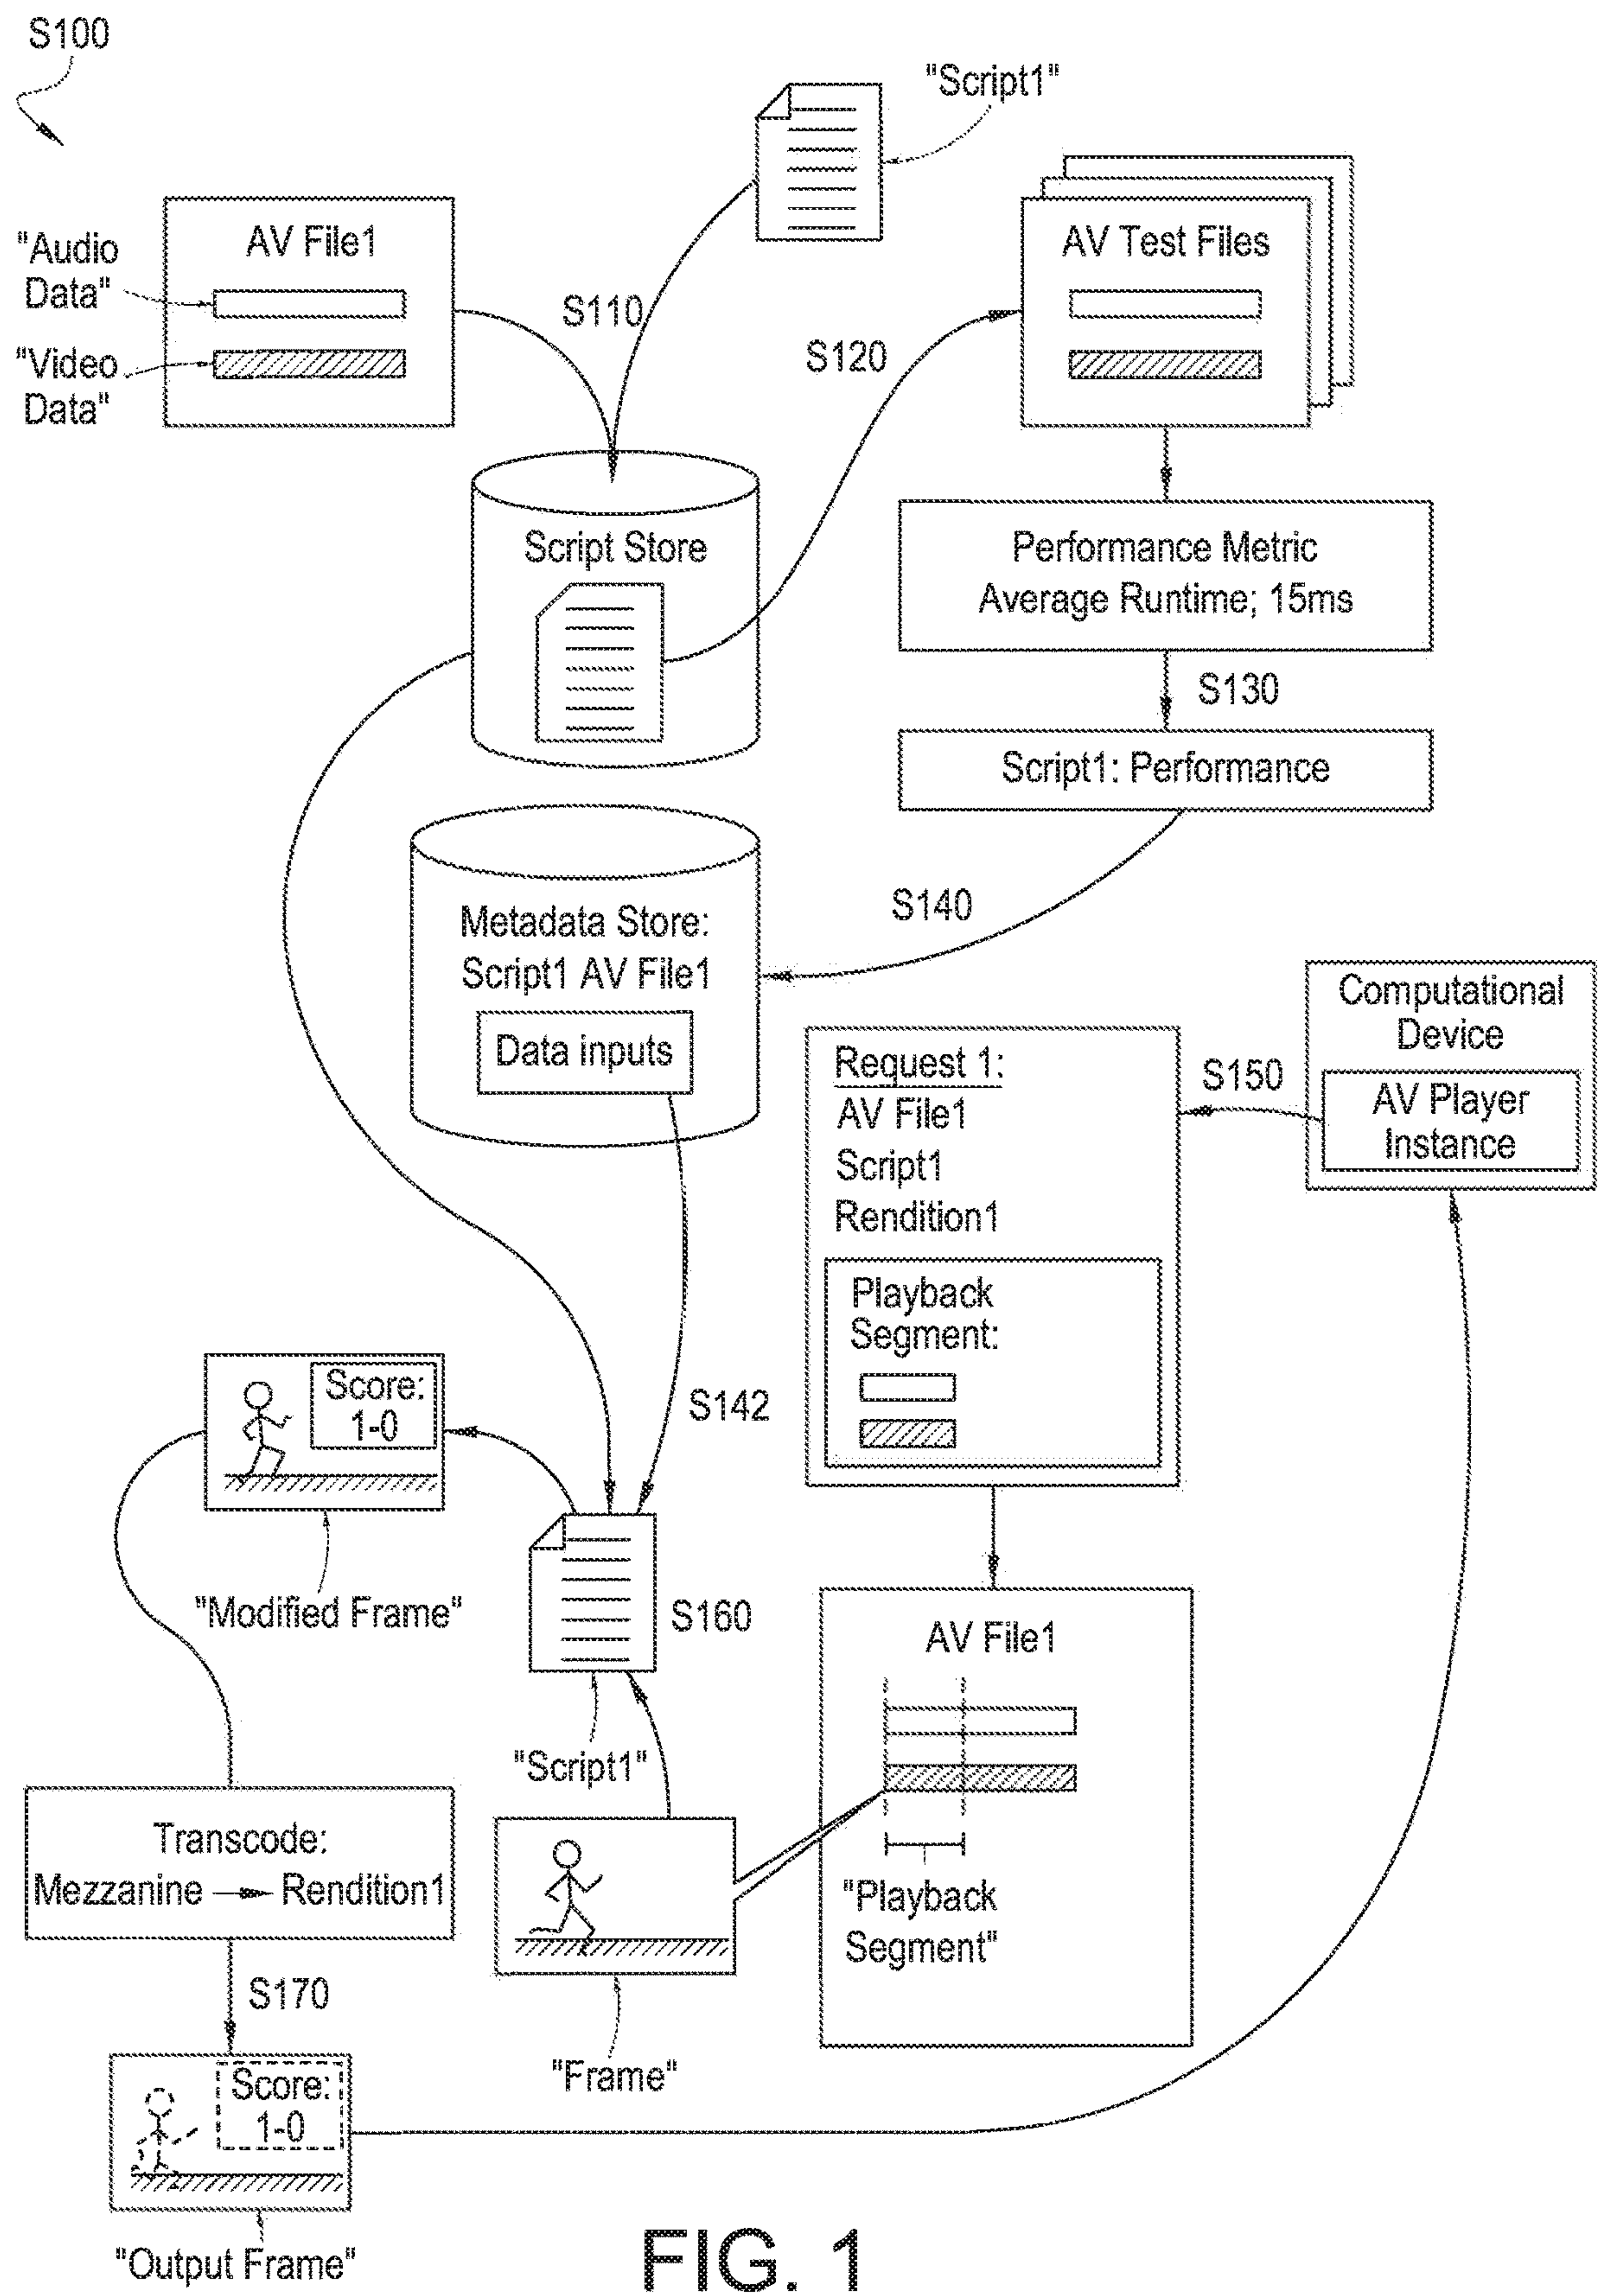 S100
"Script1"
AV File1
"Audio
Data"
"Video
Data"
S110
AV Test Files
S120
Script Store
Performance Metric
Average Runtime; 15ms
S130
Script1: Performance
S140
Metadata Store:
Script1 AV File1
Data inputs
Computational
Device
AV Player
Instance
S150
Request 1:
AV File1
Script1
Rendition1
Playback
Segment:
S142
Score:
1-0
"Modified Frame"
S160
"Script1"
AV File1
"Playback
Segment"
Transcode:
Mezzanine → Rendition1
S170
"Frame"
Score:
1-0
"Output Frame"
FIG. 1